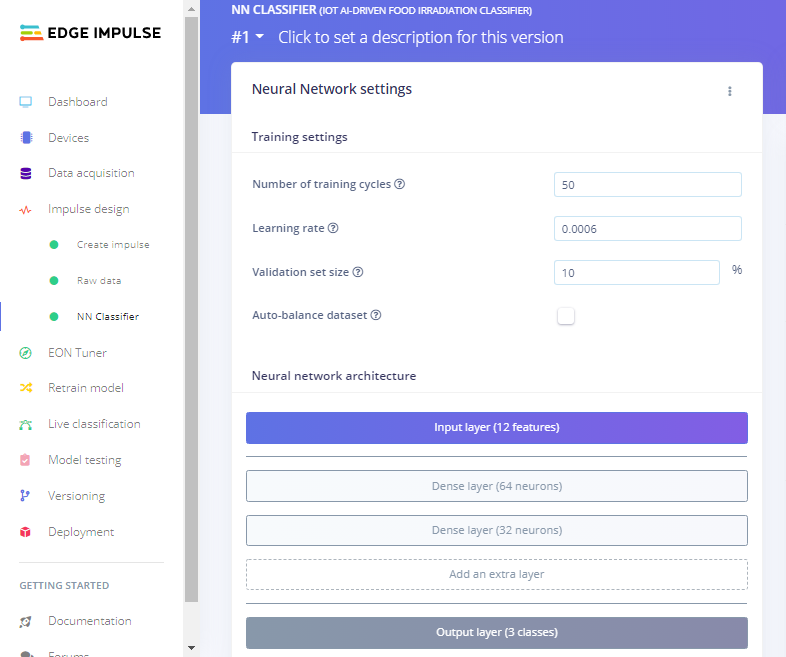 EDGE IMPULSE
Dashboard
Devices
Data acquisition
Impulse design
Create impulse
Raw data
NN Classifier
EON Tuner
Retrain model
Live classification
Model testing
Versioning
Deployment
GETTING STARTED
Documentation
Forums
NN CLASSIFIER (IOT AI-DRIVEN FOOD IRRADIATION CLASSIFIER)
#1 Click to set a description for this version
Neural Network settings
Training settings
Number of training cycles ? 50
Learning rate ? 0.0006
Validation set size ? 10 %
Auto-balance dataset ?
Neural network architecture
Input layer (12 features)
Dense layer (64 neurons)
Dense layer (32 neurons)
Add an extra layer
Output layer (3 classes)